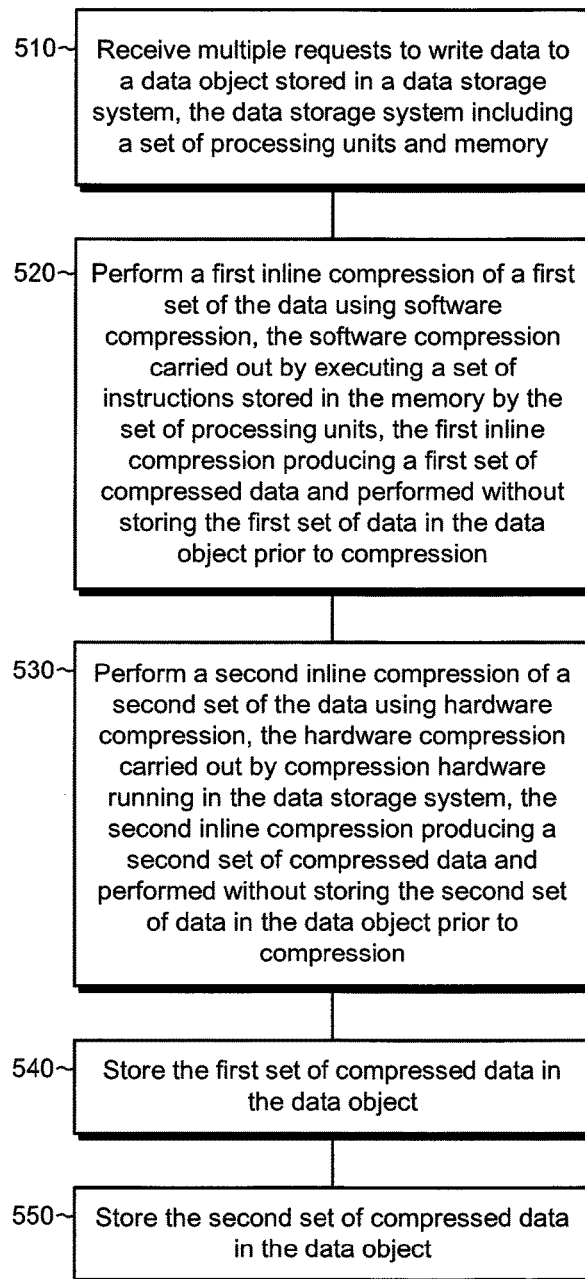 510~
Receive multiple requests to write data to
a data object stored in a data storage
system, the data storage system including
a set of processing units and memory
520~
Perform a first inline compression of a first
set of the data using software
compression, the software compression
carried out by executing a set of
instructions stored in the memory by the
set of processing units, the first inline
compression producing a first set of
compressed data and performed without
storing the first set of data in the data
object prior to compression
530~
Perform a second inline compression of a
second set of the data using hardware
compression, the hardware compression
carried out by compression hardware
running in the data storage system, the
second inline compression producing a
second set of compressed data and
performed without storing the second set
of data in the data object prior to
compression
540~
Store the first set of compressed data in
the data object
550~
Store the second set of compressed data
in the data object